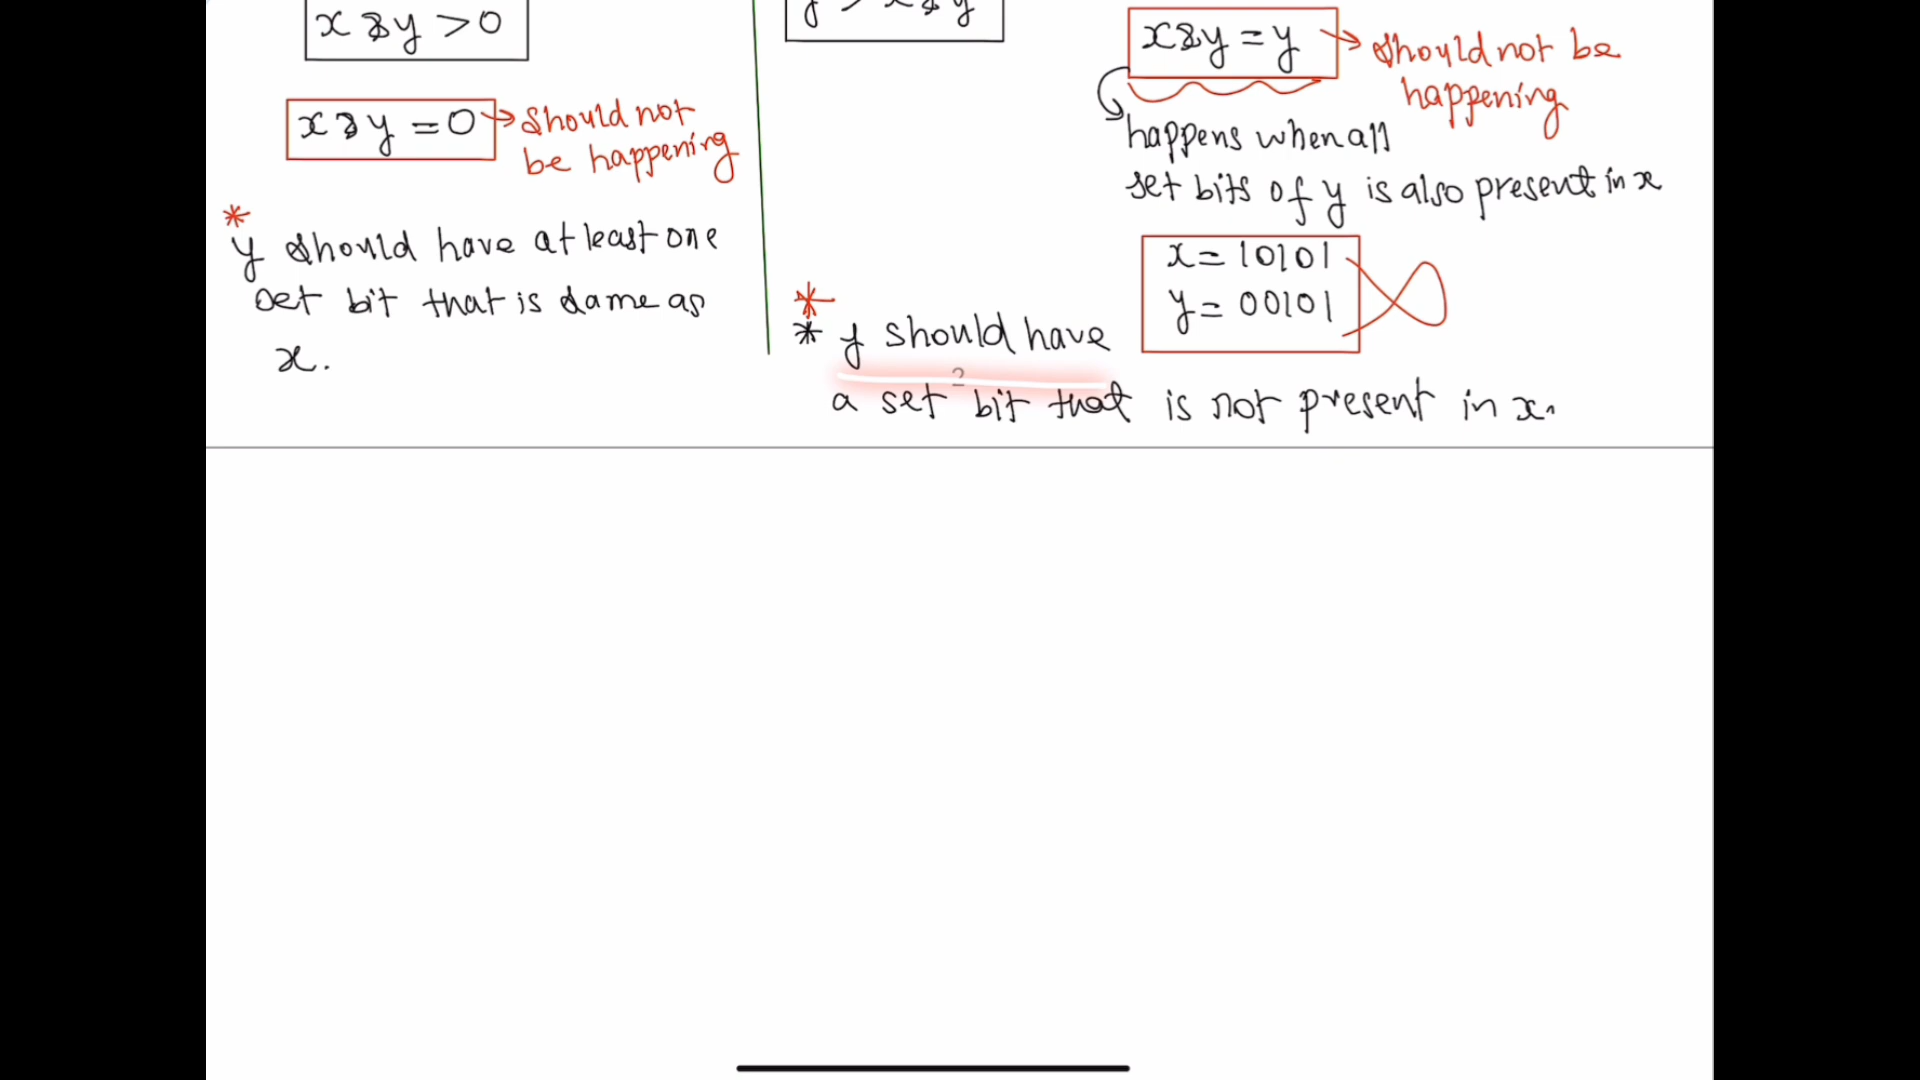 x & y > 0
x & y = 0 → should not
be happening
*
y should have at least one
set bit that is same as
x.
y > x & y
x & y = y → should not be
happening
happens when all
set bits of y is also present in x
x = 10101
y = 00101
*
* y should have
a set bit that is not present in x.